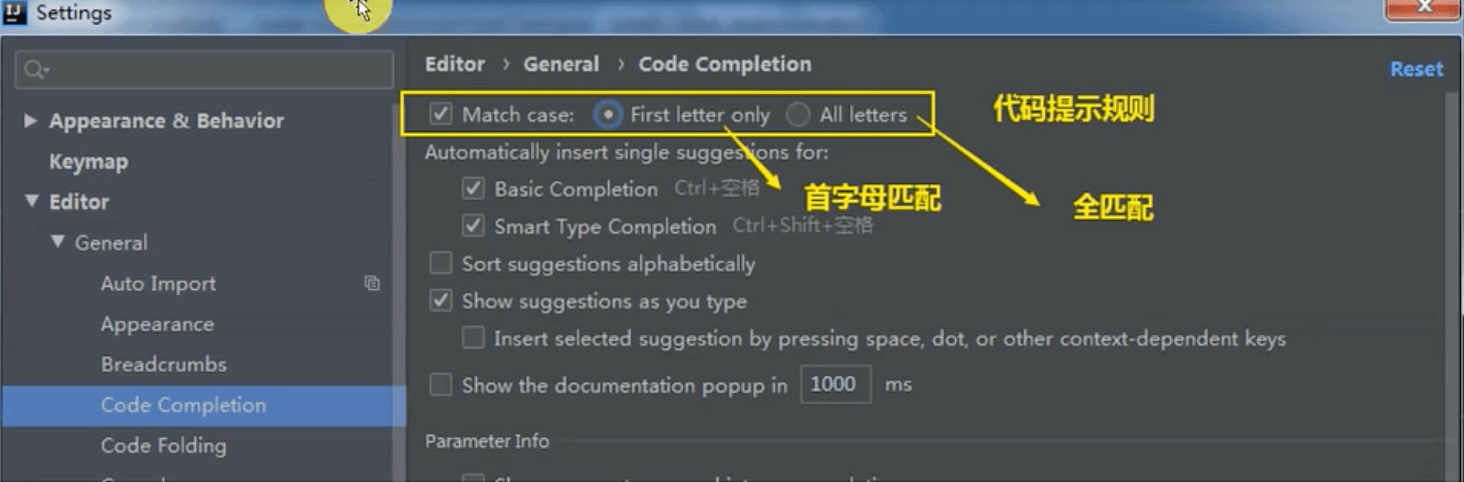 IJ Settings
Editor › General › Code Completion
Reset
Appearance & Behavior
Keymap
Editor
General
Auto Import
Appearance
Breadcrumbs
Code Completion
Code Folding
Match case: First letter only All letters
代码提示规则
Automatically insert single suggestions for:
Basic Completion Ctrl+空格
首字母匹配
全匹配
Smart Type Completion Ctrl+Shift+空格
Sort suggestions alphabetically
Show suggestions as you type
Insert selected suggestion by pressing space, dot, or other context-dependent keys
Show the documentation popup in 1000 ms
Parameter Info